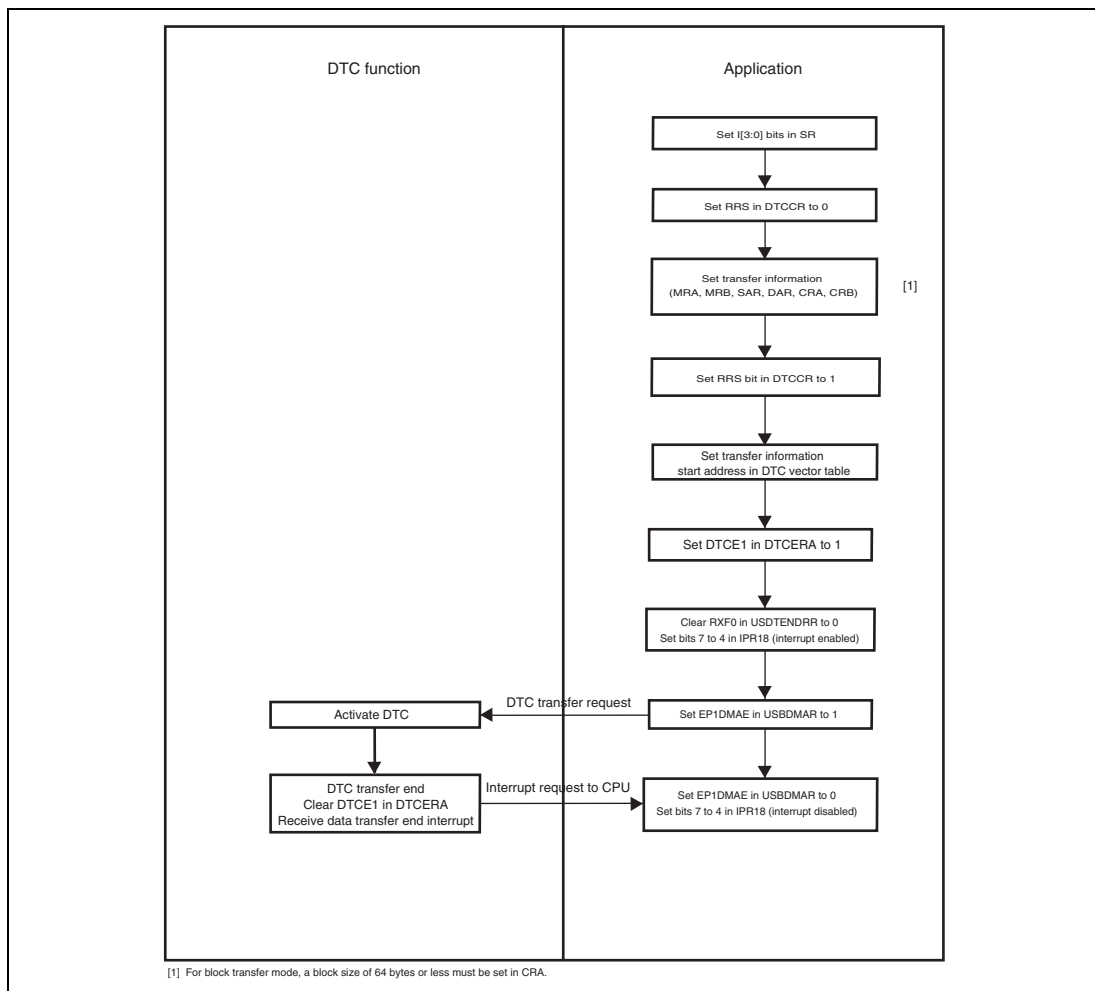 DTC function
Application
Set I[3:0] bits in SR
Set RRS in DTCCR to 0
Set transfer information
(MRA, MRB, SAR, DAR, CRA, CRB)
[1]
Set RRS bit in DTCCR to 1
Set transfer information
start address in DTC vector table
Set DTCE1 in DTCERA to 1
Clear RXF0 in USDTENDRR to 0
Set bits 7 to 4 in IPR18 (interrupt enabled)
DTC transfer request
Activate DTC
Set EP1DMAE in USBDMAR to 1
DTC transfer end
Clear DTCE1 in DTCERA
Receive data transfer end interrupt
Interrupt request to CPU
Set EP1DMAE in USBDMAR to 0
Set bits 7 to 4 in IPR18 (interrupt disabled)
[1] For block transfer mode, a block size of 64 bytes or less must be set in CRA.